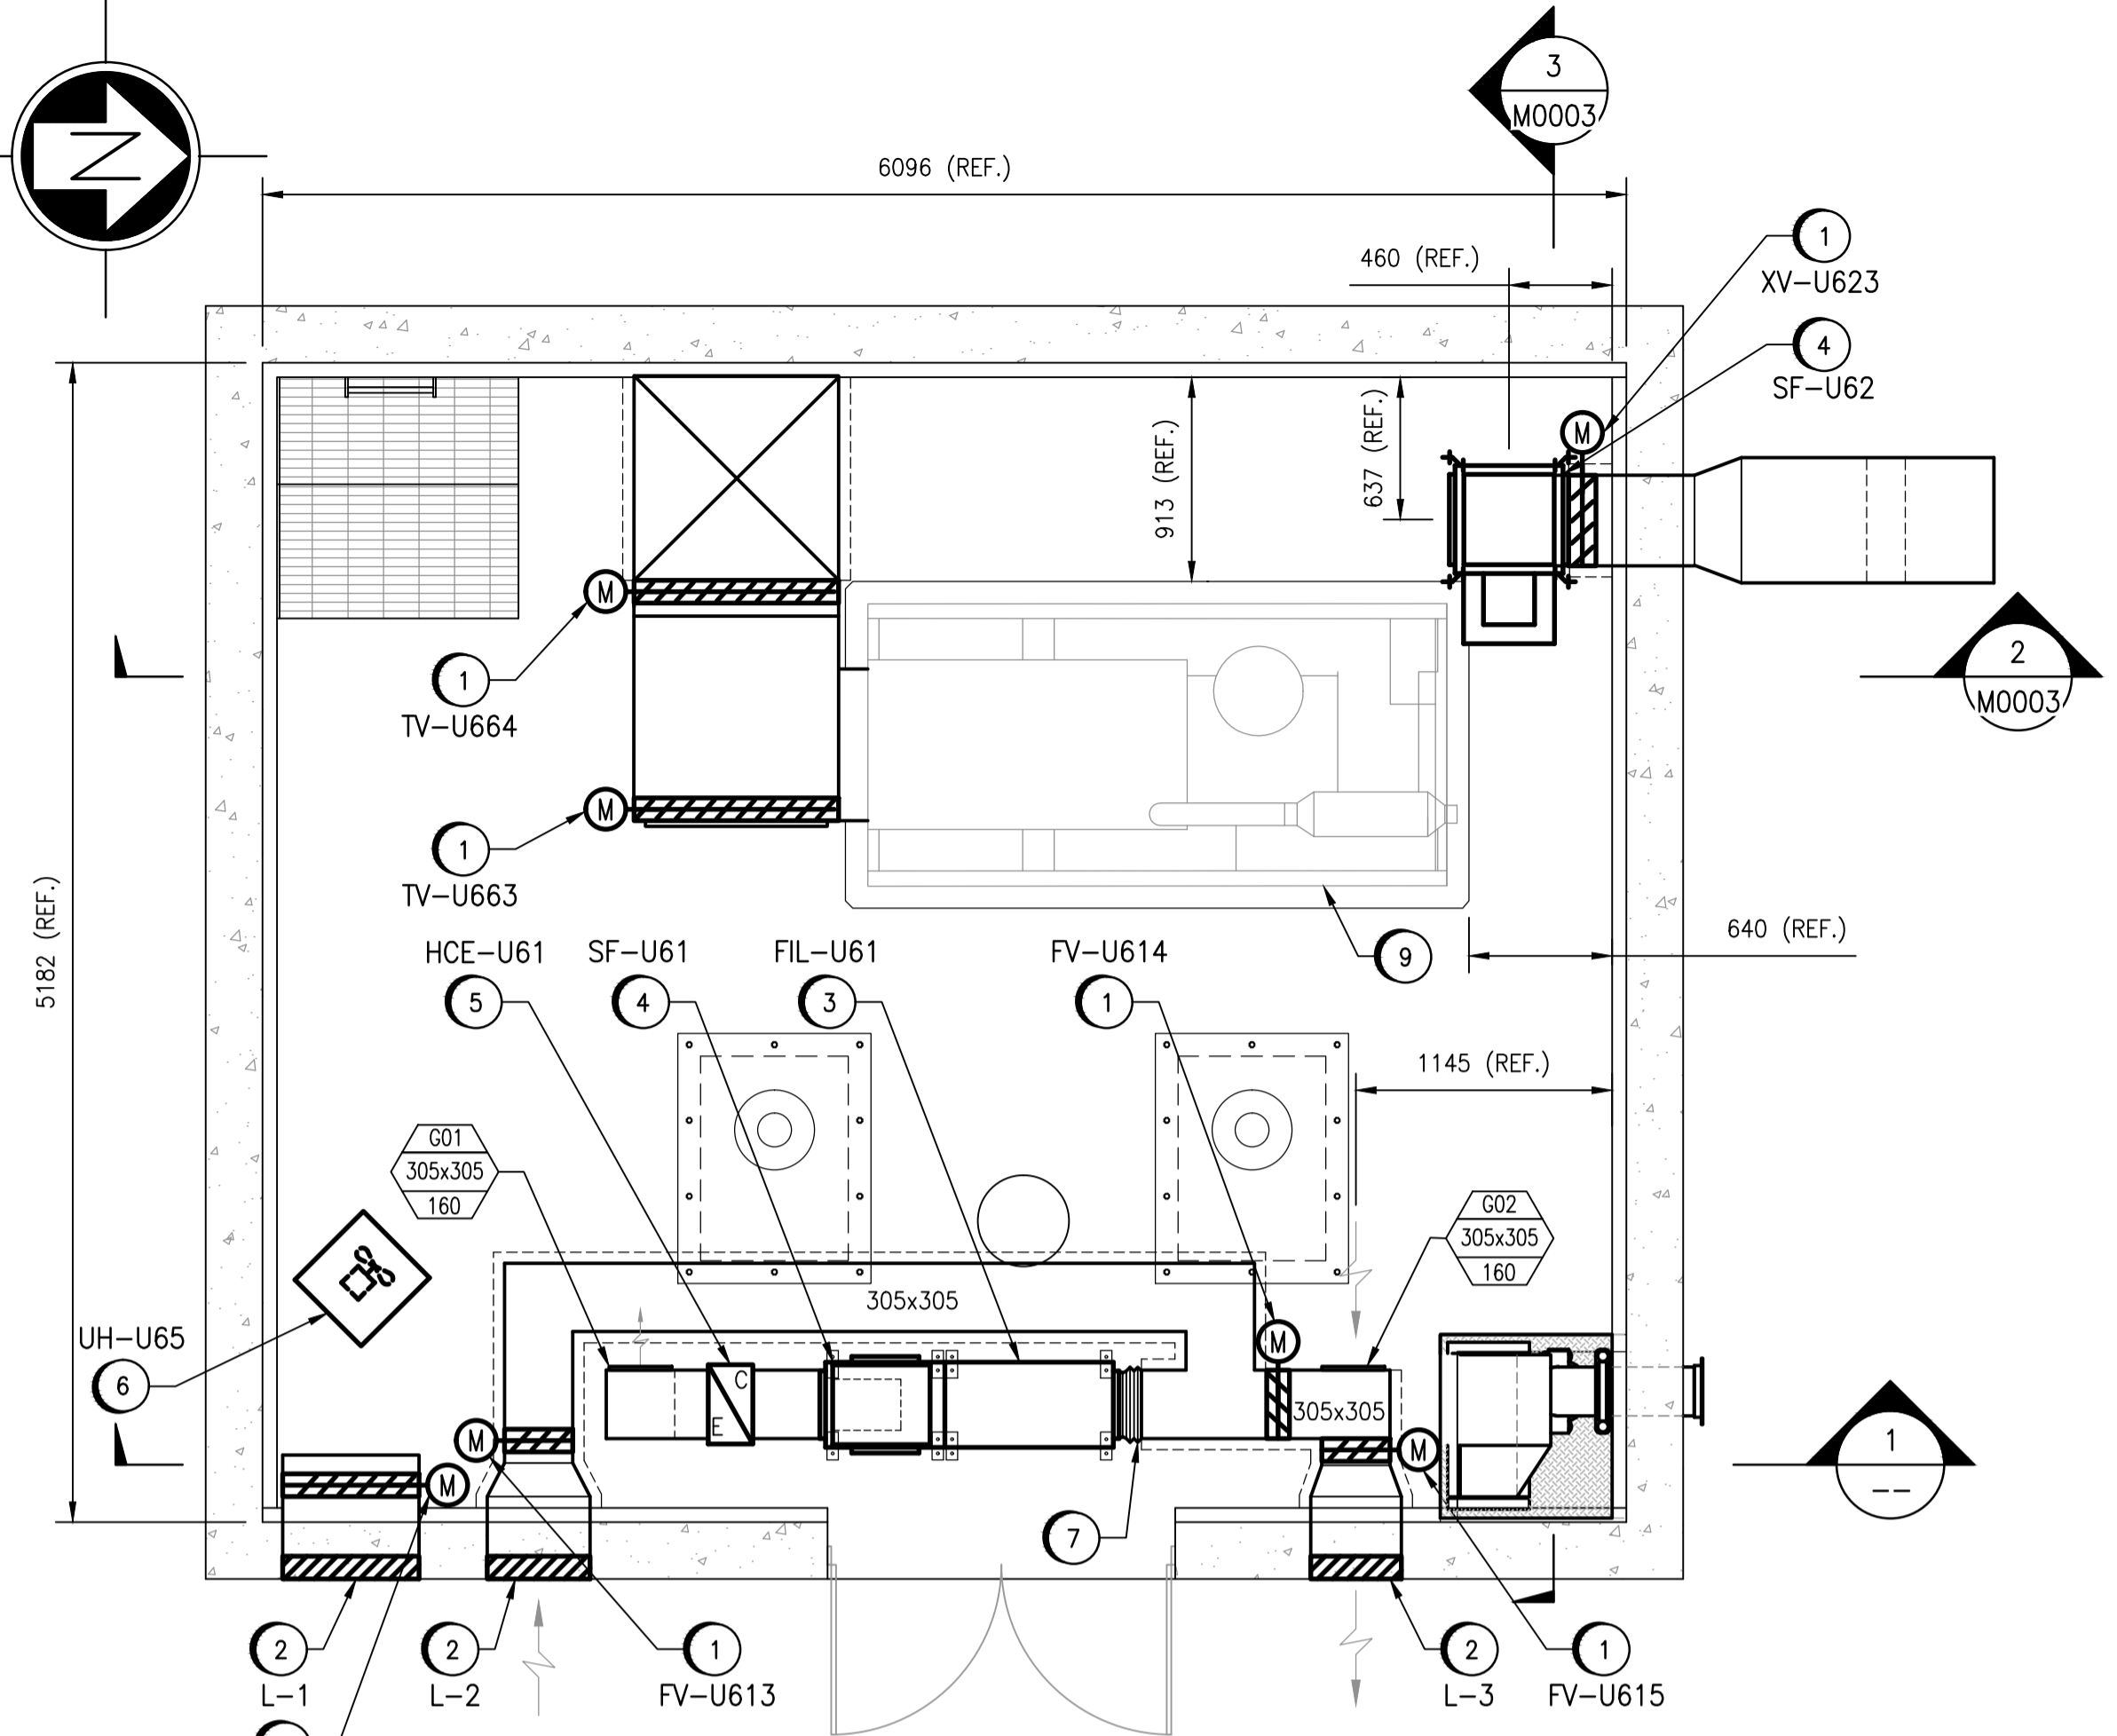 3
M0003
N
6096 (REF.)
460 (REF.)
1
XV-U623
4
SF-U62
M
913 (REF.)
637 (REF.)
M
1
TV-U664
2
M0003
M
1
TV-U663
5182 (REF.)
640 (REF.)
9
HCE-U61
5
SF-U61
4
FIL-U61
3
FV-U614
1
1145 (REF.)
G01
305x305
160
G02
305x305
160
305x305
UH-U65
6
M
C
E
305x305
M
M
M
1
--
7
2
L-1
2
L-2
1
FV-U613
2
L-3
1
FV-U615